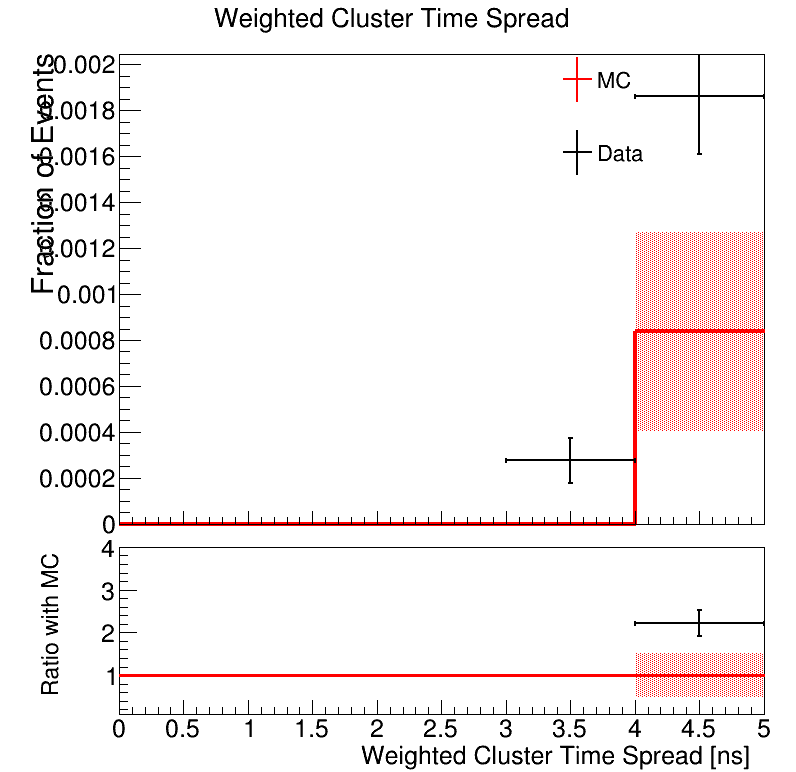 Weighted Cluster Time Spread
Fraction of Events
0.002
0.0018
0.0016
0.0014
0.0012
0.001
0.0008
0.0006
0.0004
0.0002
0
MC
Data
Ratio with MC
4
3
2
1
0 0.5 1 1.5 2 2.5 3 3.5 4 4.5 5
Weighted Cluster Time Spread [ns]